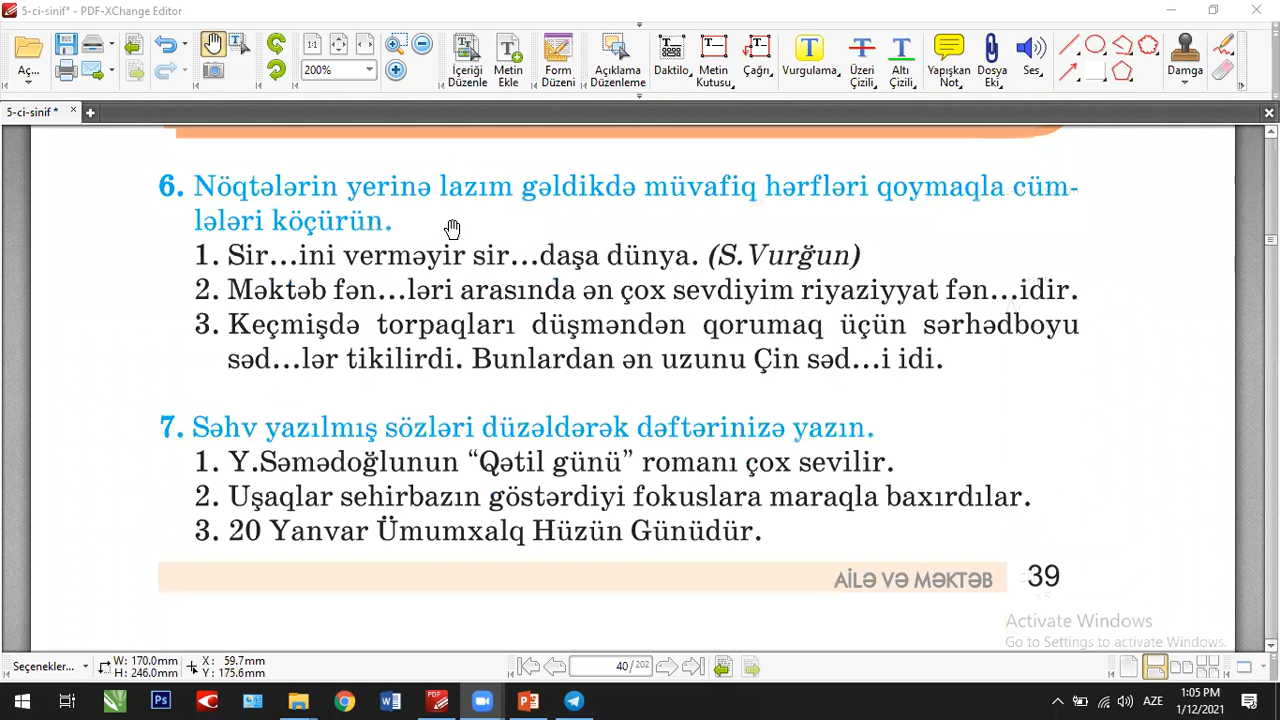 5-ci-sinif* - PDF-XChange Editor
Aç...
200%
İçeriği Düzenle
Metin Ekle
Form Düzeni
Açıklama Düzenleme
Daktilo
Metin Kutusu
Çağrı
Vurgulama
Üzeri Çizili
Altı Çizili
Yapışkan Not
Dosya Eki
Ses
Damga
5-ci-sinif *
6. Nöqtələrin yerinə lazım gəldikdə müvafiq hərfləri qoymaqla cüm-
lələri köçürün.
1. Sir...ini verməyir sir...daşa dünya. (S.Vurğun)
2. Məktəb fən...ləri arasında ən çox sevdiyim riyaziyyat fən...idir.
3. Keçmişdə torpaqları düşməndən qorumaq üçün sərhədboyu
səd...lər tikilirdi. Bunlardan ən uzunu Çin səd...i idi.
7. Səhv yazılmış sözləri düzəldərək dəftərinizə yazın.
1. Y.Səmədoğlunun “Qətil günü” romanı çox sevilir.
2. Uşaqlar sehirbazın göstərdiyi fokuslara maraqla baxırdılar.
3. 20 Yanvar Ümumxalq Hüzün Günüdür.
AİLƏ VƏ MƏKTƏB 39
Activate Windows
Go to Settings to activate Windows.
Seçenekler...
W: 170.0mm
H: 246.0mm
X: 59.7mm
Y: 175.6mm
40 / 202
AZE
1:05 PM
1/12/2021